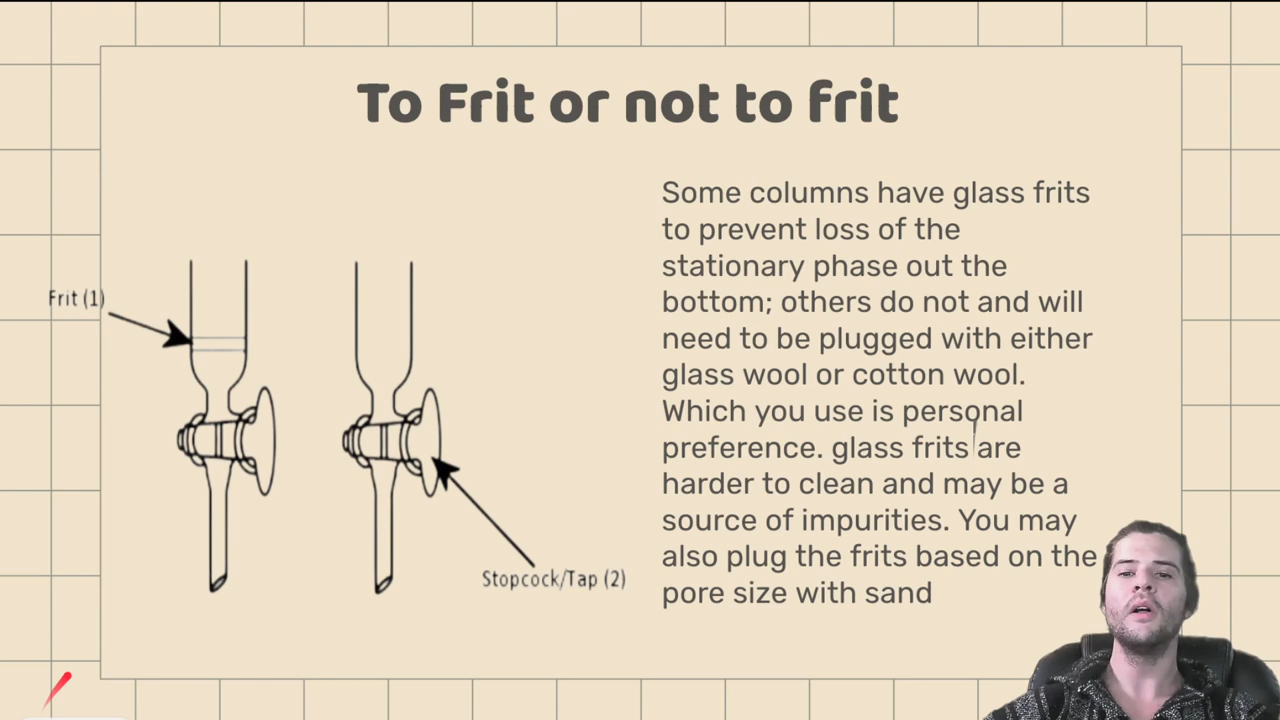 To Frit or not to frit
Some columns have glass frits
to prevent loss of the
stationary phase out the
bottom; others do not and will
need to be plugged with either
glass wool or cotton wool.
Which you use is personal
preference. glass frits are
harder to clean and may be a
source of impurities. You may
also plug the frits based on the
pore size with sand
Frit (1)
Stopcock/Tap (2)